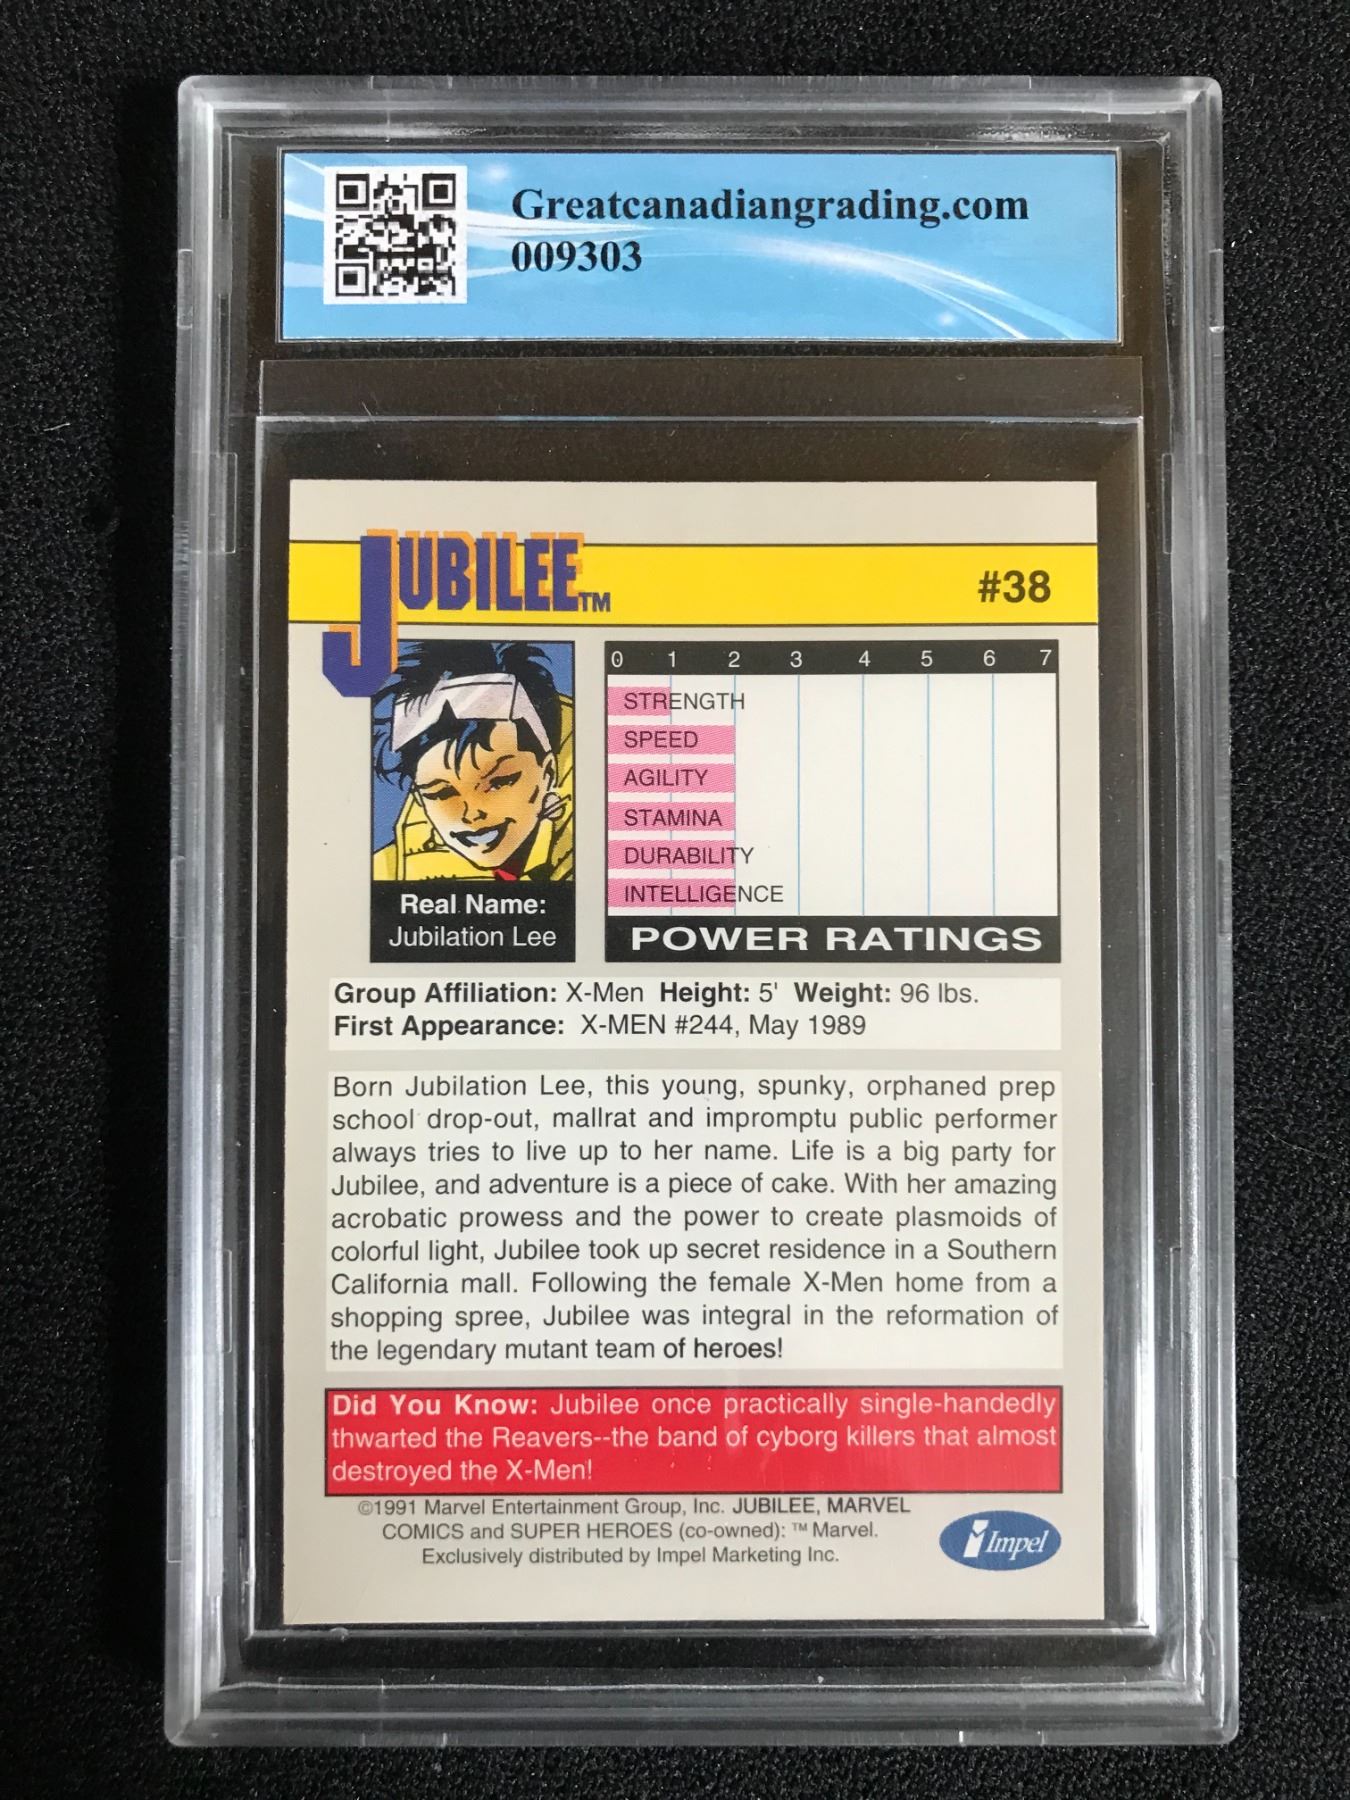 Greatcanadiangrading.com
009303
JUBILEE™
#38
0 1 2 3 4 5 6 7
STRENGTH
SPEED
AGILITY
STAMINA
DURABILITY
INTELLIGENCE
POWER RATINGS
Real Name:
Jubilation Lee
Group Affiliation: X-Men Height: 5' Weight: 96 lbs.
First Appearance: X-MEN #244, May 1989
Born Jubilation Lee, this young, spunky, orphaned prep
school drop-out, mallrat and impromptu public performer
always tries to live up to her name. Life is a big party for
Jubilee, and adventure is a piece of cake. With her amazing
acrobatic prowess and the power to create plasmoids of
colorful light, Jubilee took up secret residence in a Southern
California mall. Following the female X-Men home from a
shopping spree, Jubilee was integral in the reformation of
the legendary mutant team of heroes!
Did You Know: Jubilee once practically single-handedly
thwarted the Reavers--the band of cyborg killers that almost
destroyed the X-Men!
©1991 Marvel Entertainment Group, Inc. JUBILEE, MARVEL
COMICS and SUPER HEROES (co-owned): ™ Marvel.
Exclusively distributed by Impel Marketing Inc.
Impel